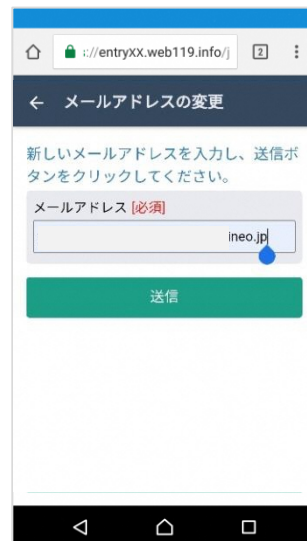 ://entryXX.web119.info/j
2
メールアドレスの変更
新しいメールアドレスを入力し、送信ボ
タンをクリックしてください。
メールアドレス [必須]
ineo.jp
送信